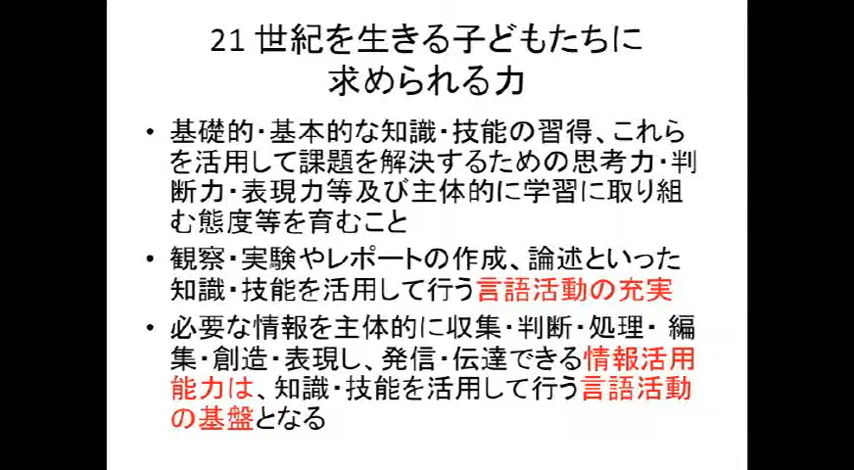 21 世紀を生きる子どもたちに
求められる力
• 基礎的・基本的な知識・技能の習得、これら
を活用して課題を解決するための思考力・判
断力・表現力等及び主体的に学習に取り組
む態度等を育むこと
• 観察・実験やレポートの作成、論述といった
知識・技能を活用して行う言語活動の充実
• 必要な情報を主体的に収集・判断・処理・ 編
集・創造・表現し、発信・伝達できる情報活用
能力は、知識・技能を活用して行う言語活動
の基盤となる